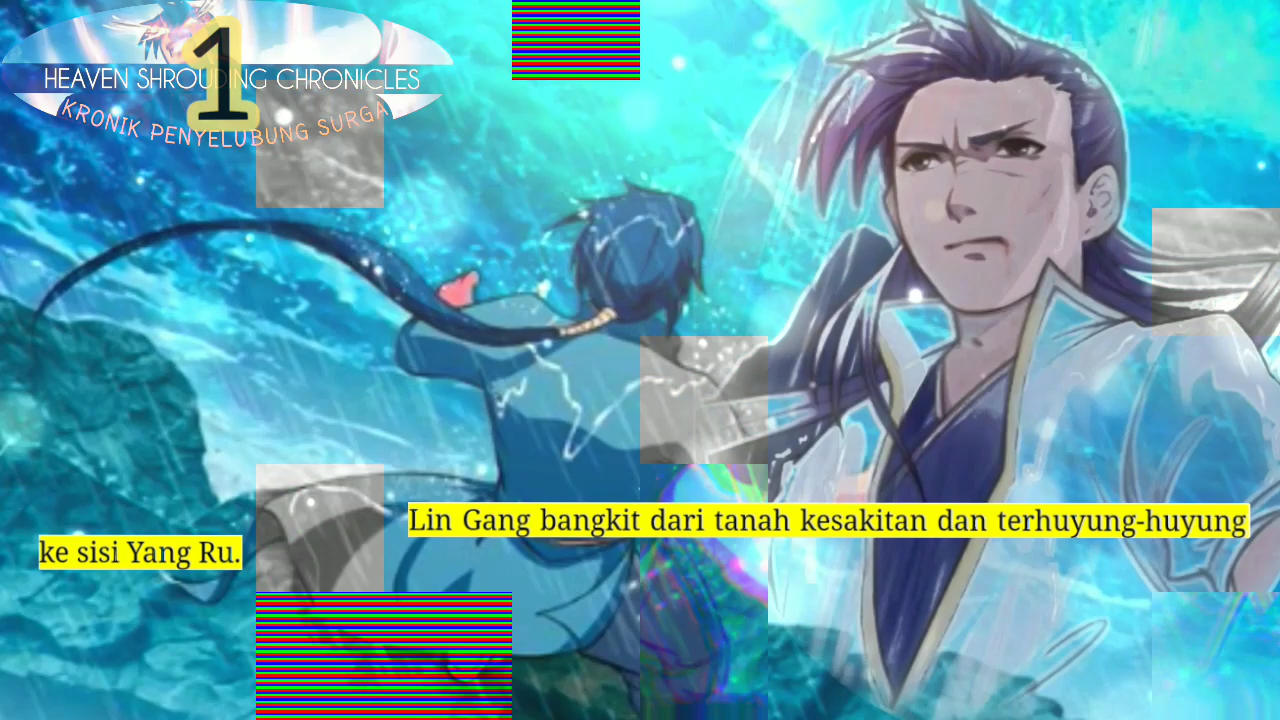 1
HEAVEN SHROUDING CHRONICLES
KRONIK PENYELUBUNG SURGA
Lin Gang bangkit dari tanah kesakitan dan terhuyung-huyung
ke sisi Yang Ru.